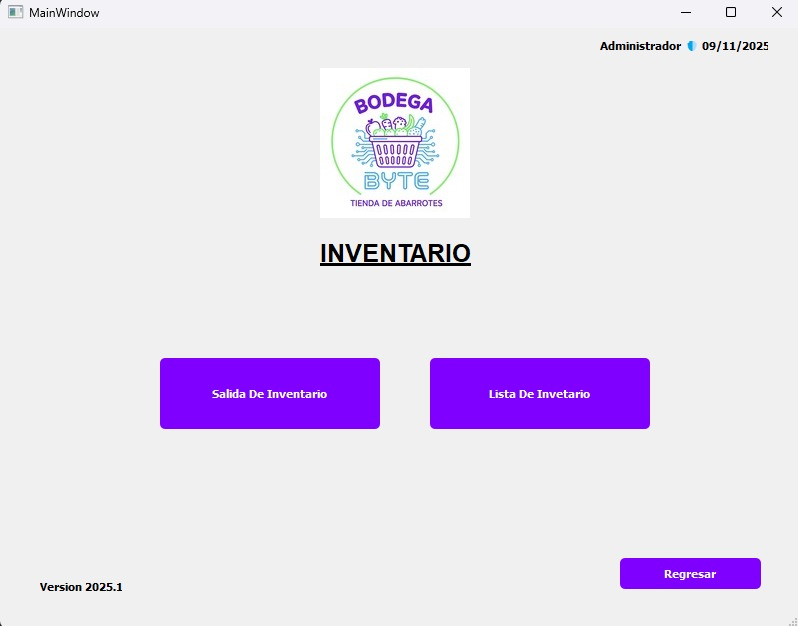 MainWindow
Administrador 09/11/2025
BODEGA
BYTE
TIENDA DE ABARROTES
INVENTARIO
Salida De Inventario
Lista De Invetario
Regresar
Version 2025.1